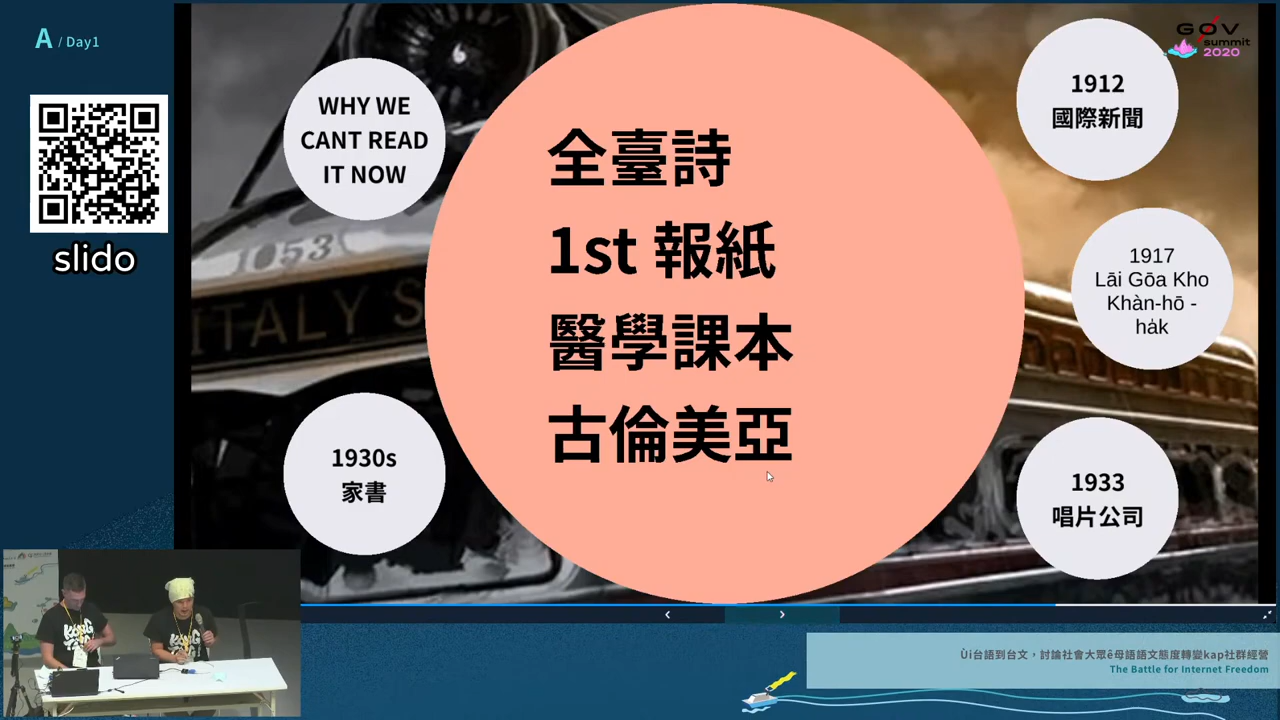 A / Day1
slido
WHY WE
CANT READ
IT NOW
1930s
家書
1053
ITALY S
全臺詩
1st 報紙
醫學課本
古倫美亞
GOV
summit
2020
1912
國際新聞
1917
Lāi Gōa Kho
Khàn-hō -
ha̍k
1933
唱片公司
Ùi台語到台文，討論社會大眾ê母語語文態度轉變kap社群經營
The Battle for Internet Freedom